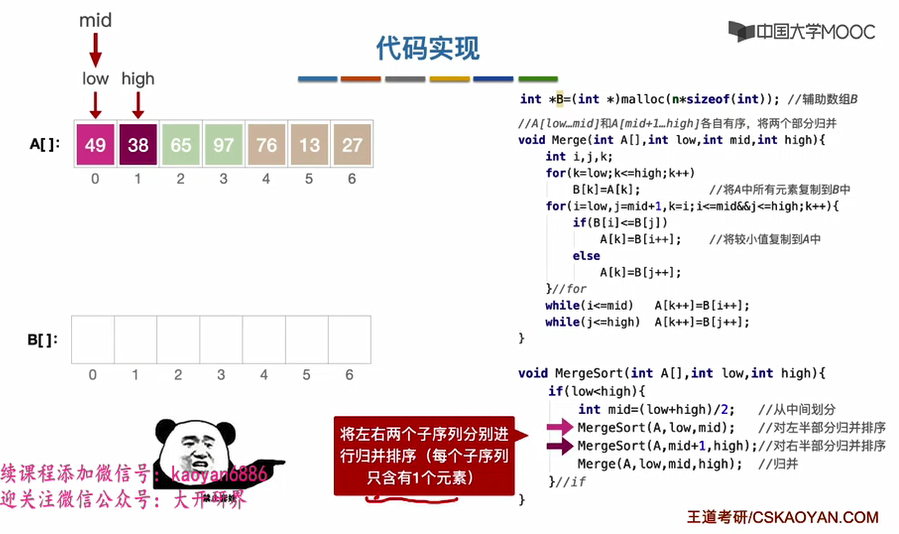 mid
代码实现
中国大学MOOC
low high
A[ ]:
49 38 65 97 76 13 27
0 1 2 3 4 5 6
B[ ]:
0 1 2 3 4 5 6
int *B=(int *)malloc(n*sizeof(int)); //辅助数组B
//A[low…mid]和A[mid+1…high]各自有序，将两个部分归并
void Merge(int A[],int low,int mid,int high){
int i,j,k;
for(k=low;k<=high;k++)
B[k]=A[k]; //将A中所有元素复制到B中
for(i=low,j=mid+1,k=i;i<=mid&&j<=high;k++){
if(B[i]<=B[j])
A[k]=B[i++]; //将较小值复制到A中
else
A[k]=B[j++];
}//for
while(i<=mid) A[k++]=B[i++];
while(j<=high) A[k++]=B[j++];
}
void MergeSort(int A[],int low,int high){
if(low<high){
int mid=(low+high)/2; //从中间划分
MergeSort(A,low,mid); //对左半部分归并排序
MergeSort(A,mid+1,high);//对右半部分归并排序
Merge(A,low,mid,high); //归并
}//if
}
将左右两个子序列分别进
行归并排序（每个子序列
只含有1个元素）
续课程添加微信号：kaoyan6886
迎关注微信公众号：大开研界
王道考研/CSKAOYAN.COM